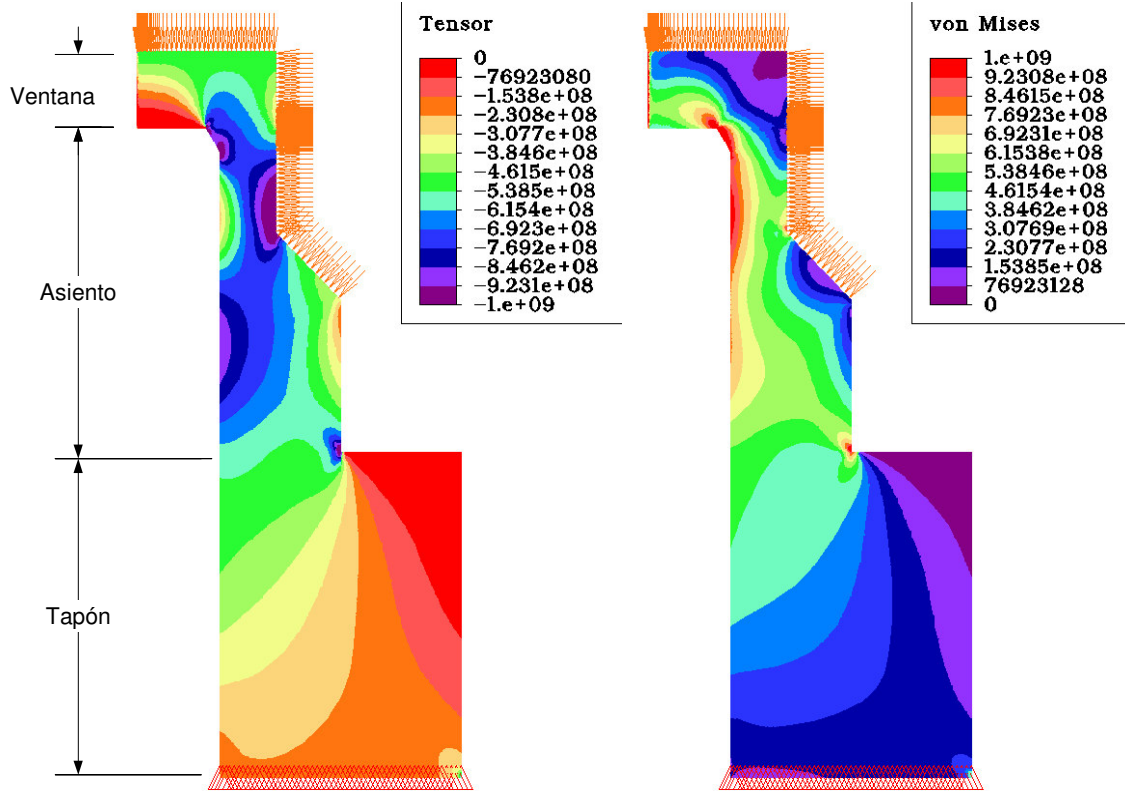 Ventana
Asiento
Tapón
Tensor
0
−76923080
−1.538e+08
−2.308e+08
−3.077e+08
−3.846e+08
−4.615e+08
−5.385e+08
−6.154e+08
−6.923e+08
−7.692e+08
−8.462e+08
−9.231e+08
−1.e+09
von Mises
1.e+09
9.2308e+08
8.4615e+08
7.6923e+08
6.9231e+08
6.1538e+08
5.3846e+08
4.6154e+08
3.8462e+08
3.0769e+08
2.3077e+08
1.5385e+08
76923128
0